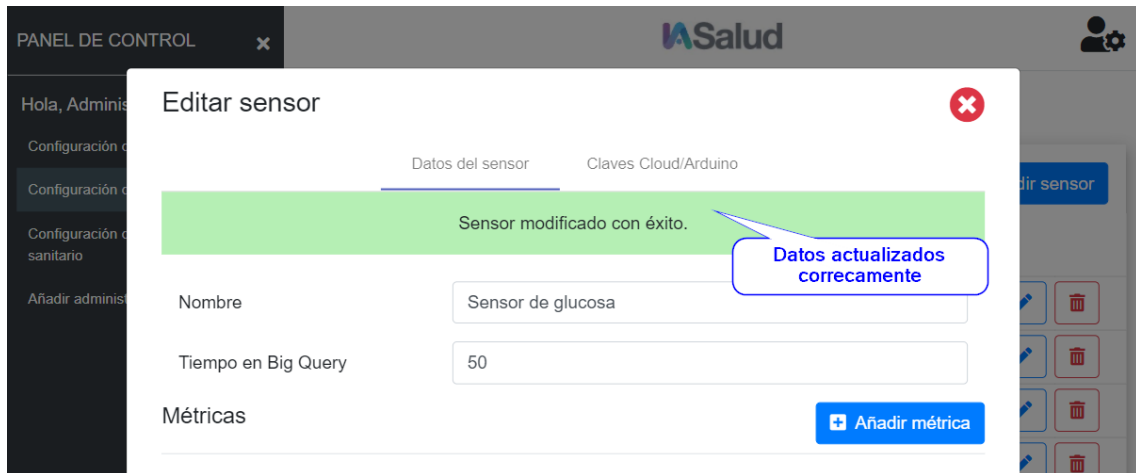 PANEL DE CONTROL
IASalud
Hola, Adminis
Configuración
Configuración
Configuración
sanitario
Añadir administ
Editar sensor
Datos del sensor Claves Cloud/Arduino
dir sensor
Sensor modificado con éxito.
Datos actualizados
correcamente
Nombre Sensor de glucosa
Tiempo en Big Query 50
Métricas Añadir métrica